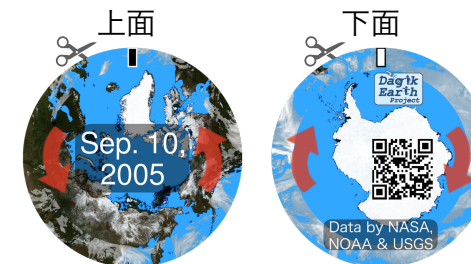 上面
下面
Sep. 10,
2005
Dagik
Earth
Project
Data by NASA,
NOAA & USGS